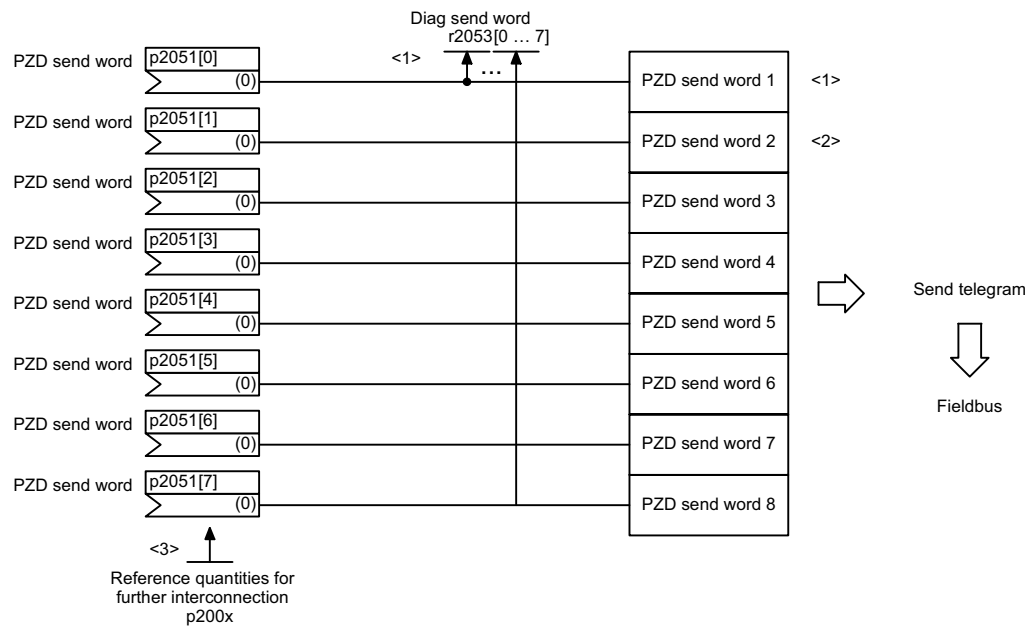 Diag send word
r2053[0 … 7]
<1>
...
PZD send word
p2051[0]
(0)
PZD send word 1
<1>
PZD send word
p2051[1]
(0)
PZD send word 2
<2>
PZD send word
p2051[2]
(0)
PZD send word 3
PZD send word
p2051[3]
(0)
PZD send word 4
PZD send word
p2051[4]
(0)
PZD send word 5
PZD send word
p2051[5]
(0)
PZD send word 6
PZD send word
p2051[6]
(0)
PZD send word 7
PZD send word
p2051[7]
(0)
PZD send word 8
Send telegram
Fieldbus
<3>
Reference quantities for
further interconnection
p200x